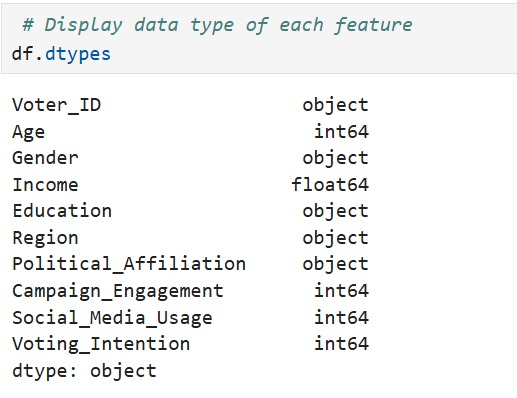 # Display data type of each feature
df.dtypes
Voter_ID object
Age int64
Gender object
Income float64
Education object
Region object
Political_Affiliation object
Campaign_Engagement int64
Social_Media_Usage int64
Voting_Intention int64
dtype: object